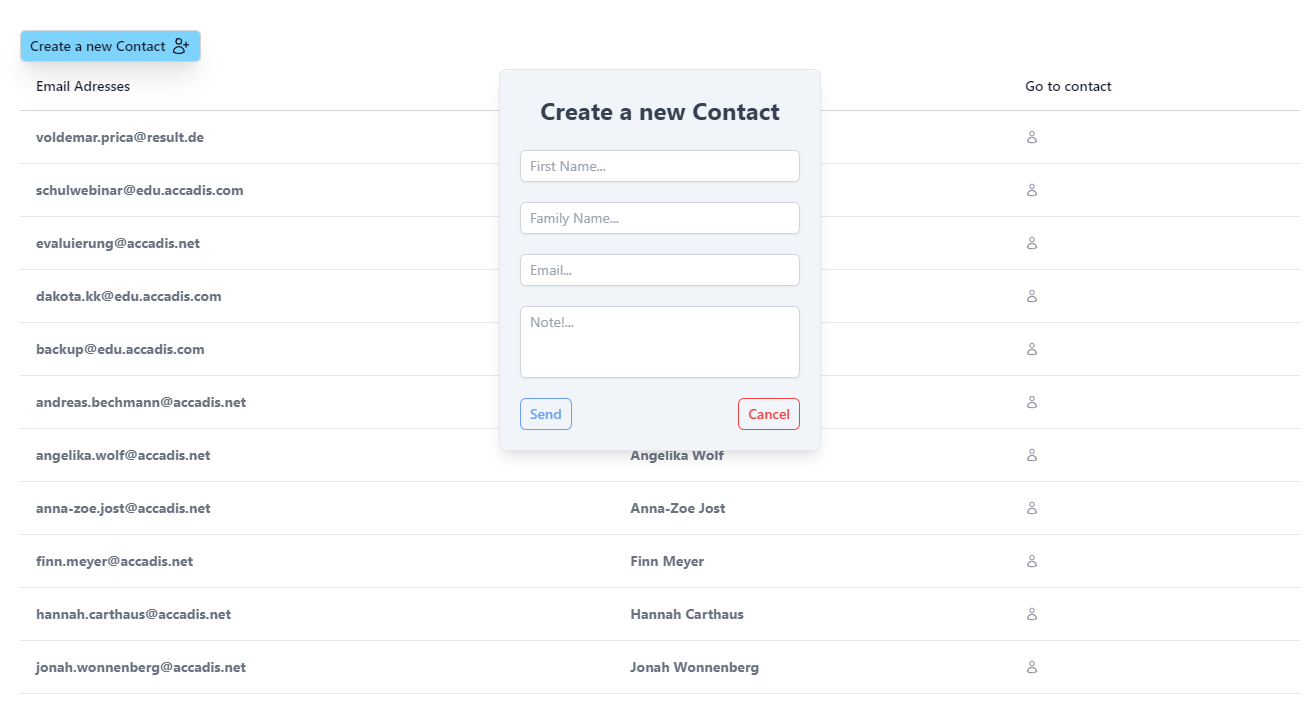 Create a new Contact
Email Adresses
Go to contact
voldemar.prica@result.de
schulwebinar@edu.accadis.com
evaluierung@accadis.net
dakota.kk@edu.accadis.com
backup@edu.accadis.com
andreas.bechmann@accadis.net
Create a new Contact
First Name...
Family Name...
Email...
Note!...
Send Cancel
angelika.wolf@accadis.net Angelika Wolf
anna-zoe.jost@accadis.net Anna-Zoe Jost
finn.meyer@accadis.net Finn Meyer
hannah.carthaus@accadis.net Hannah Carthaus
jonah.wonnenberg@accadis.net Jonah Wonnenberg